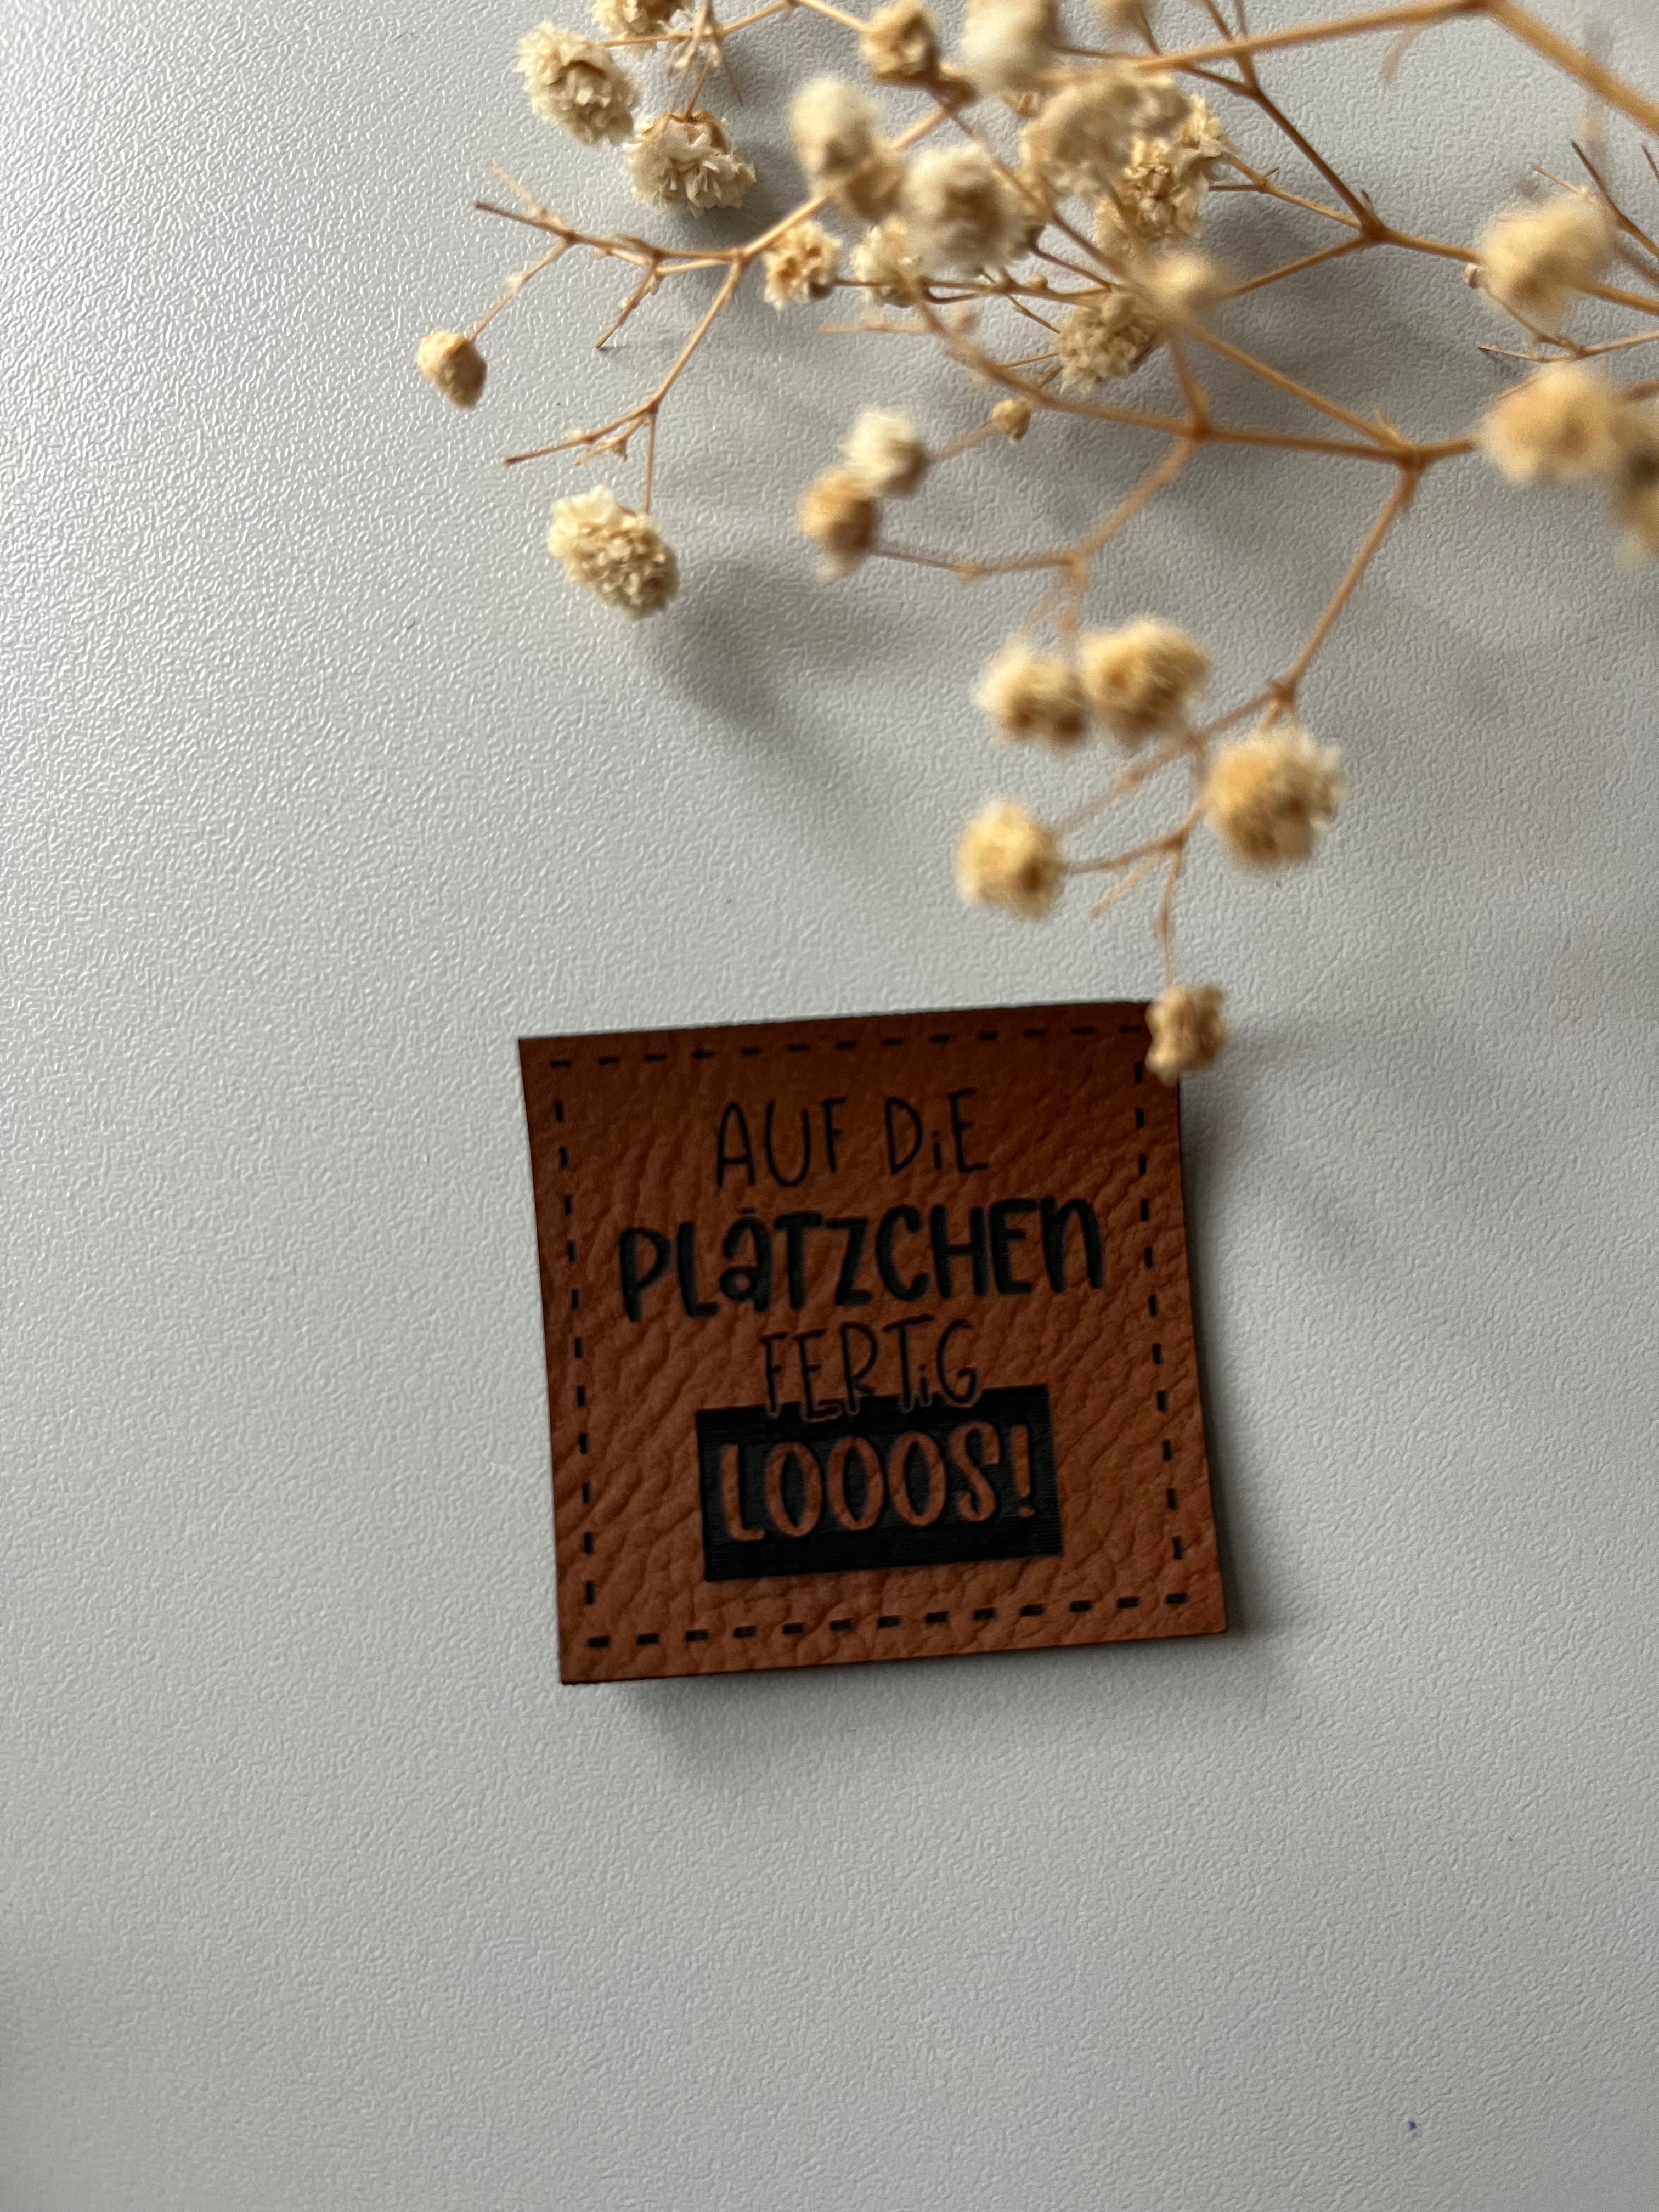 AUF DiE
PLäTZCHEN
FERTiG
LOOOS!